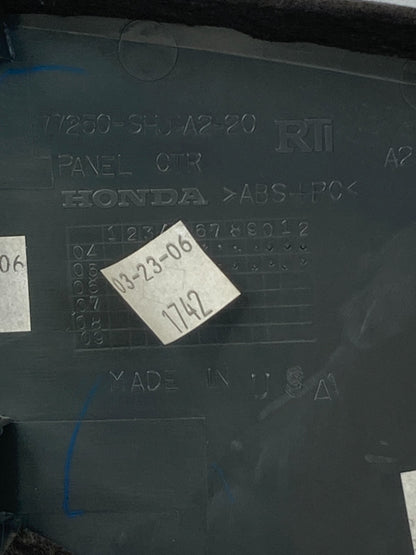 77250-SHJ-A2-20
RTI
PANEL CTR
A2
HONDA >ABS+PC<
1 2 3 4 6 7 8 9 0 1 2
04
05
06
07
08
09
06
03-23-06
1742
MADE IN U S A